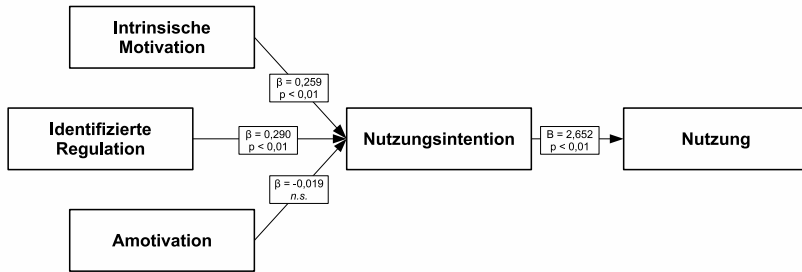 Intrinsische
Motivation
β = 0,259
p < 0,01
Identifizierte
Regulation
β = 0,290
p < 0,01
Nutzungsintention
B = 2,652
p < 0,01
Nutzung
β = -0,019
n.s.
Amotivation